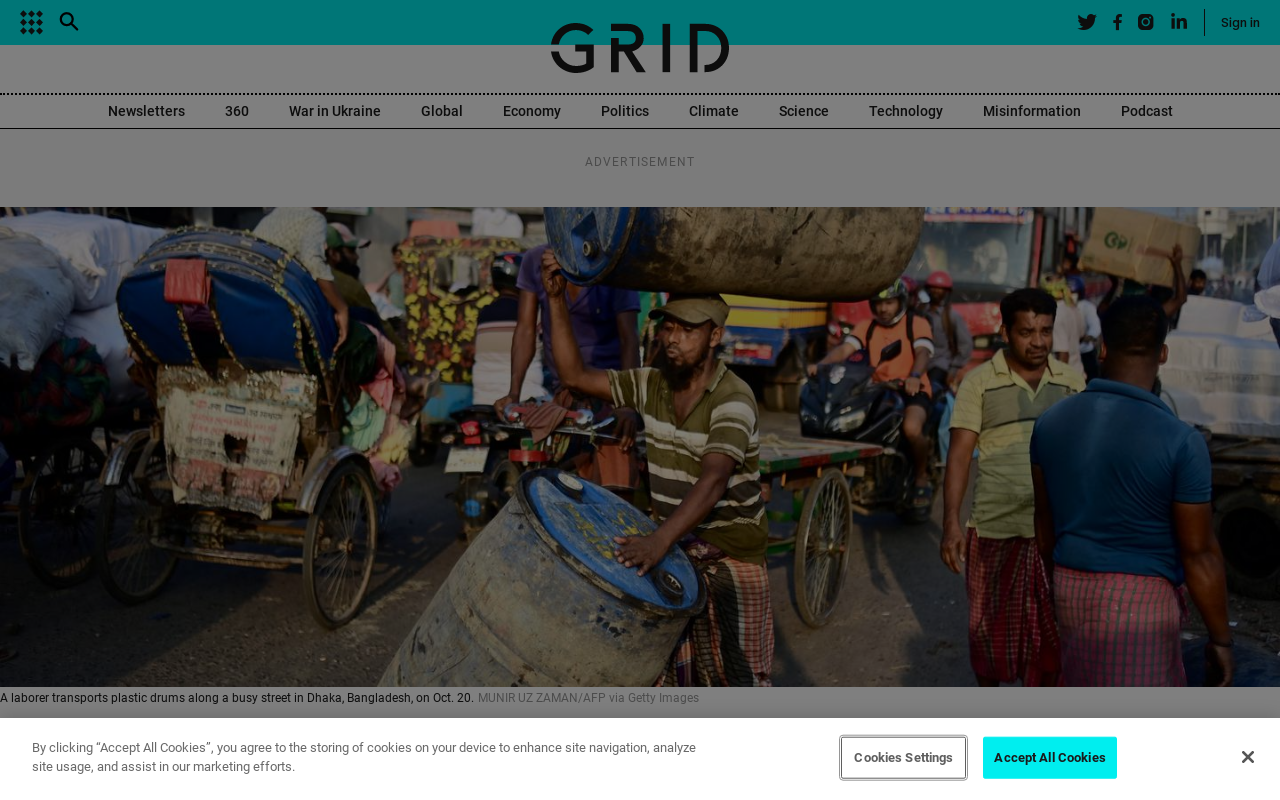 Sign in
GRID
Newsletters
360
War in Ukraine
Global
Economy
Politics
Climate
Science
Technology
Misinformation
Podcast
ADVERTISEMENT
A laborer transports plastic drums along a busy street in Dhaka, Bangladesh, on Oct. 20. MUNIR UZ ZAMAN/AFP via Getty Images
By clicking “Accept All Cookies”, you agree to the storing of cookies on your device to enhance site navigation, analyze
site usage, and assist in our marketing efforts.
Cookies Settings
Accept All Cookies